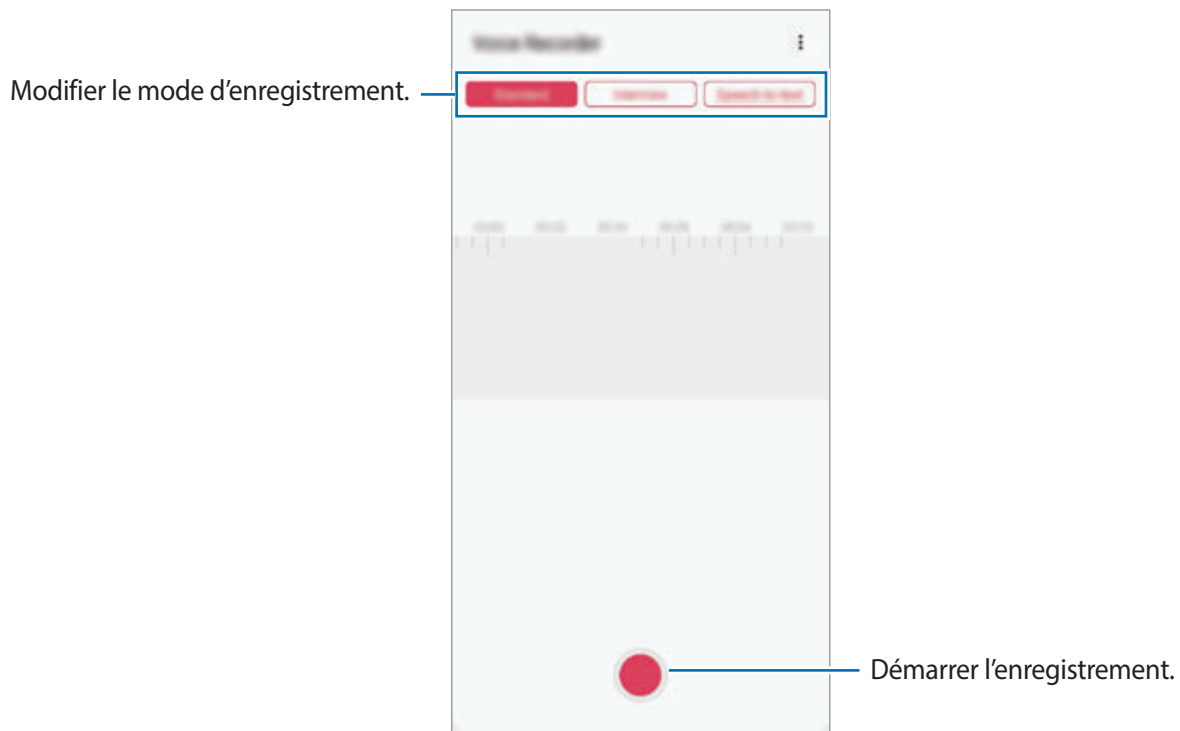 Voice Recorder
Modifier le mode d’enregistrement.
Standard Interview Speech to text
Démarrer l’enregistrement.